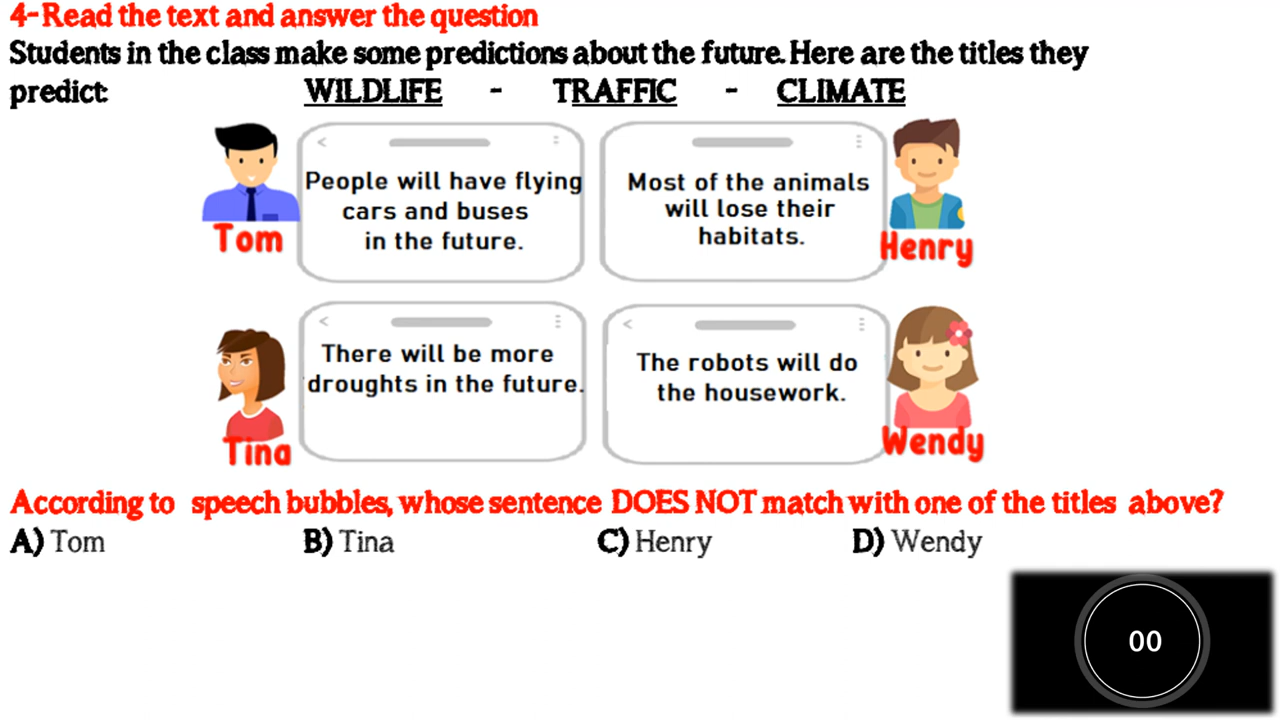 4-Read the text and answer the question
Students in the class make some predictions about the future. Here are the titles they
predict: WILDLIFE - TRAFFIC - CLIMATE
People will have flying
cars and buses
in the future.
Tom
Most of the animals
will lose their
habitats.
Henry
There will be more
droughts in the future.
Tina
The robots will do
the housework.
Wendy
According to speech bubbles, whose sentence DOES NOT match with one of the titles above?
A) Tom B) Tina C) Henry D) Wendy
00